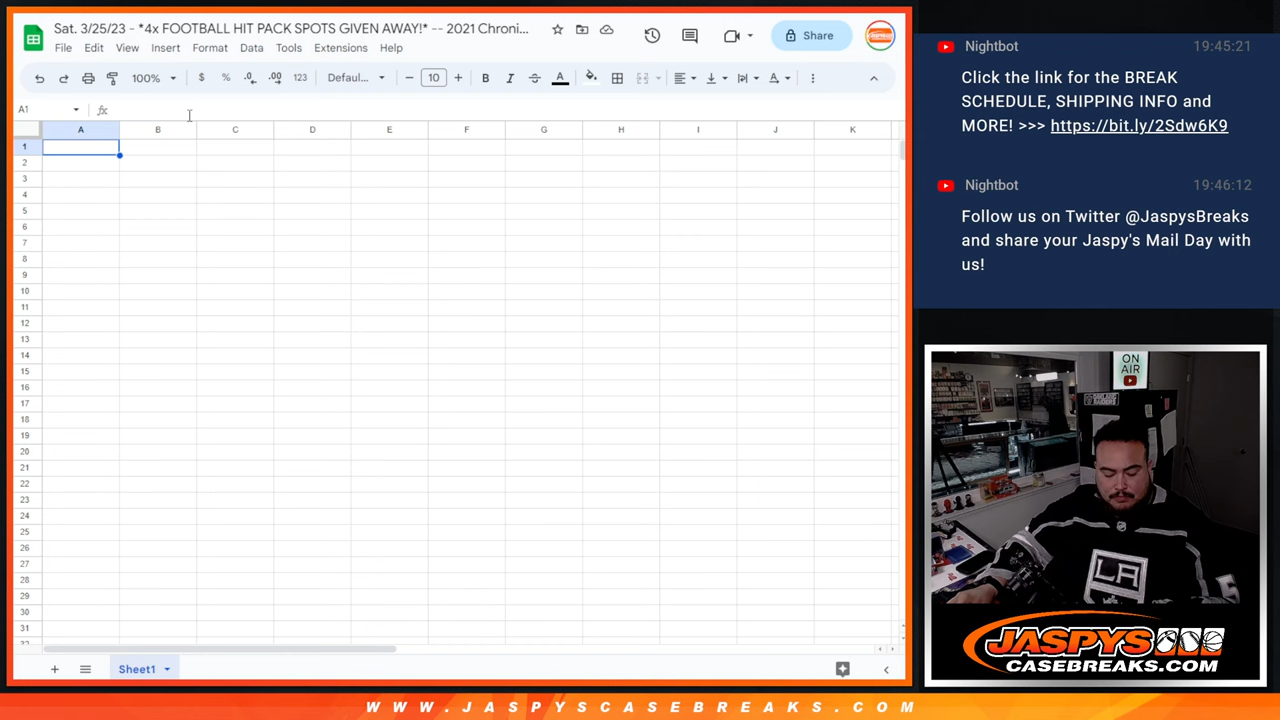 Sat. 3/25/23 - *4x FOOTBALL HIT PACK SPOTS GIVEN AWAY!* -- 2021 Chroni...
Share
File Edit View Insert Format Data Tools Extensions Help
100% $ % .0 .00 123 Defaul... 10 B I S A
A1 fx
A B C D E F G H I J K
1
2
3
4
5
6
7
8
9
10
11
12
13
14
15
16
17
18
19
20
21
22
23
24
25
26
27
28
29
30
31
Sheet1
Nightbot 19:45:21
Click the link for the BREAK
SCHEDULE, SHIPPING INFO and
MORE! >>> https://bit.ly/2Sdw6K9
Nightbot 19:46:12
Follow us on Twitter @JaspysBreaks
and share your Jaspy's Mail Day with
us!
ON
AIR
LA
JASPYS
CASEBREAKS.COM
WWW.JASPYSCASEBREAKS.COM